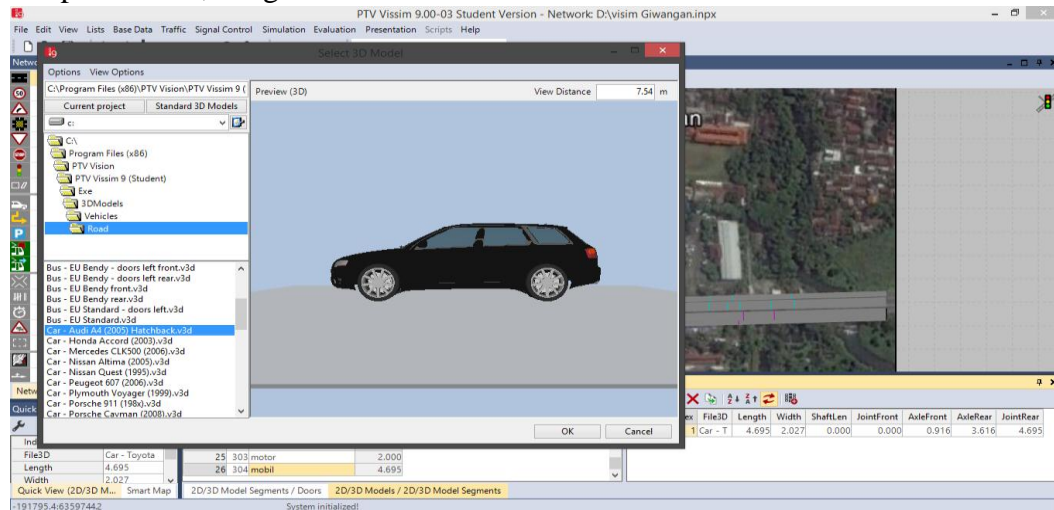 PTV Vissim 9.00-03 Student Version - Network: D:\visim Giwangan.inpx
File Edit View Lists Base Data Traffic Signal Control Simulation Evaluation Presentation Scripts Help
Select 3D Model
Options View Options
C:\Program Files (x86)\PTV Vision\PTV Vissim 9 (
Preview (3D) View Distance 7.54 m
Current project Standard 3D Models
c:
C:\
Program Files (x86)
PTV Vision
PTV Vissim 9 (Student)
Exe
3DModels
Vehicles
Road
Bus - EU Bendy - doors left front.v3d
Bus - EU Bendy - doors left rear.v3d
Bus - EU Bendy front.v3d
Bus - EU Bendy rear.v3d
Bus - EU Standard - doors left.v3d
Bus - EU Standard.v3d
Car - Audi A4 (2005) Hatchback.v3d
Car - Honda Accord (2003).v3d
Car - Mercedes CLK500 (2006).v3d
Car - Nissan Altima (2005).v3d
Car - Nissan Quest (1995).v3d
Car - Peugeot 607 (2006).v3d
Car - Plymouth Voyager (1999).v3d
Car - Porsche 911 (198x).v3d
Car - Porsche Cayman (2008).v3d
OK Cancel
Netw
Quick
ex File3D Length Width ShaftLen JointFront AxleFront AxleRear JointRear
1 Car - T 4.695 2.027 0.000 0.000 0.916 3.616 4.695
File3D Car - Toyota
Length 4.695
Width 2.027
25 303 motor 2.000
26 304 mobil 4.695
Quick View (2D/3D M... Smart Map 2D/3D Model Segments / Doors 2D/3D Models / 2D/3D Model Segments
-191795.4:6359744.2 System initialized!